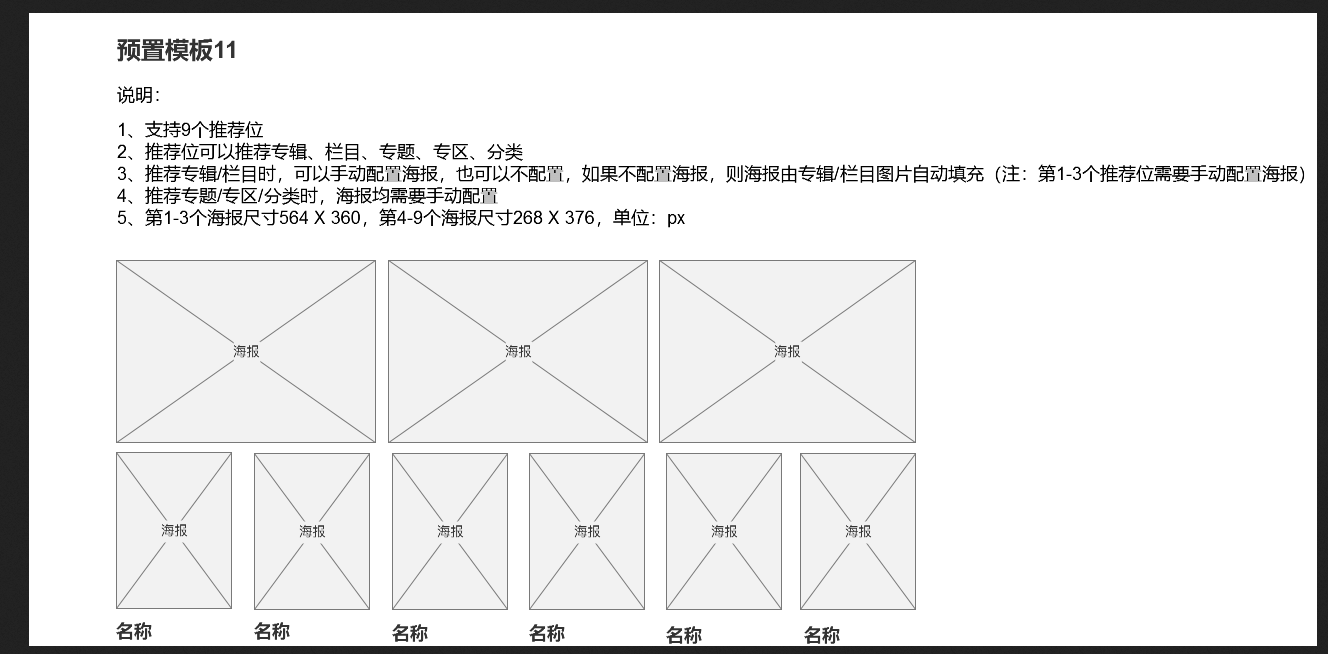 预置模板11
说明：
1、支持9个推荐位
2、推荐位可以推荐专辑、栏目、专题、专区、分类
3、推荐专辑/栏目时，可以手动配置海报，也可以不配置，如果不配置海报，则海报由专辑/栏目图片自动填充（注：第1-3个推荐位需要手动配置海报）
4、推荐专题/专区/分类时，海报均需要手动配置
5、第1-3个海报尺寸564 X 360，第4-9个海报尺寸268 X 376，单位：px
海报 海报 海报
海报 海报 海报 海报 海报 海报
名称 名称 名称 名称 名称 名称